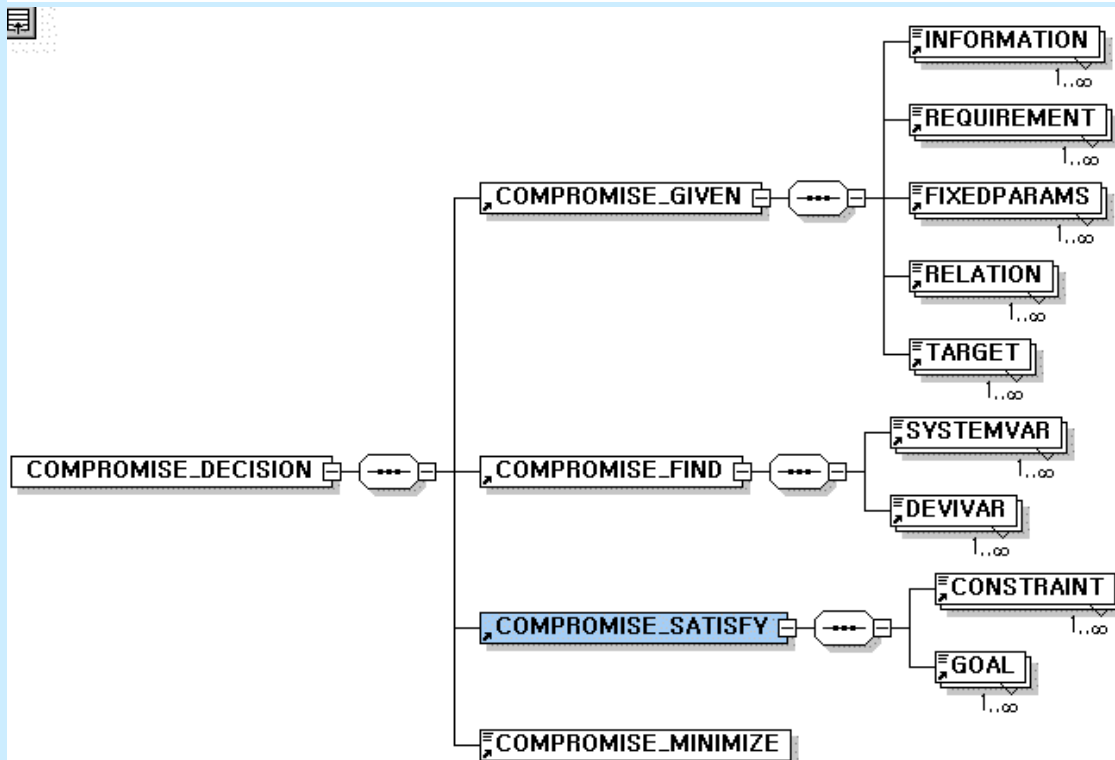 INFORMATION
1..∞
REQUIREMENT
1..∞
COMPROMISE_GIVEN
FIXEDPARAMS
1..∞
RELATION
1..∞
TARGET
1..∞
SYSTEMVAR
1..∞
COMPROMISE_DECISION
COMPROMISE_FIND
DEVIVAR
1..∞
CONSTRAINT
1..∞
COMPROMISE_SATISFY
GOAL
1..∞
COMPROMISE_MINIMIZE